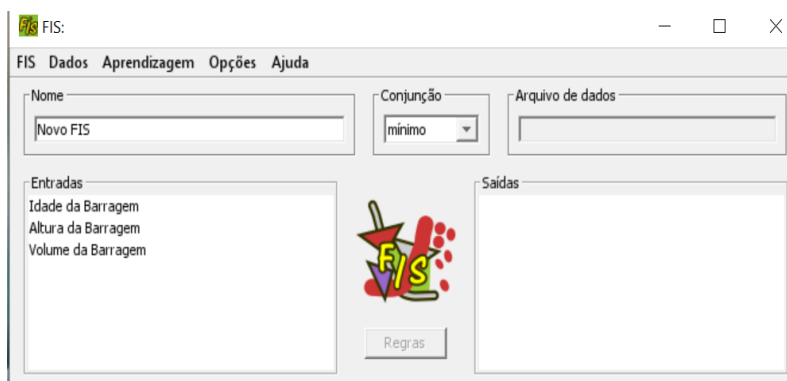 FiS FIS:
FIS Dados Aprendizagem Opções Ajuda
Nome
Novo FIS
Conjunção
mínimo
Arquivo de dados
Entradas
Idade da Barragem
Altura da Barragem
Volume da Barragem
FIS
Regras
Saídas